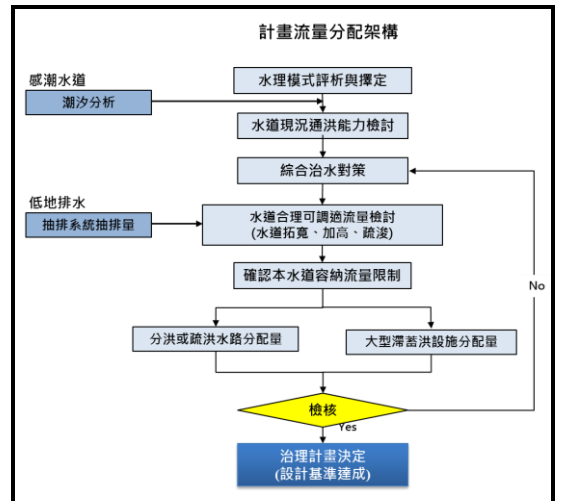 計畫流量分配架構
感潮水道
潮汐分析
水理模式評析與擇定
水道現況通洪能力檢討
綜合治水對策
低地排水
抽排系統抽排量
水道合理可調適流量檢討
(水道拓寬、加高、疏浚)
確認本水道容納流量限制
No
分洪或疏洪水路分配量
大型滯蓄洪設施分配量
檢核
Yes
治理計畫決定
(設計基準達成)